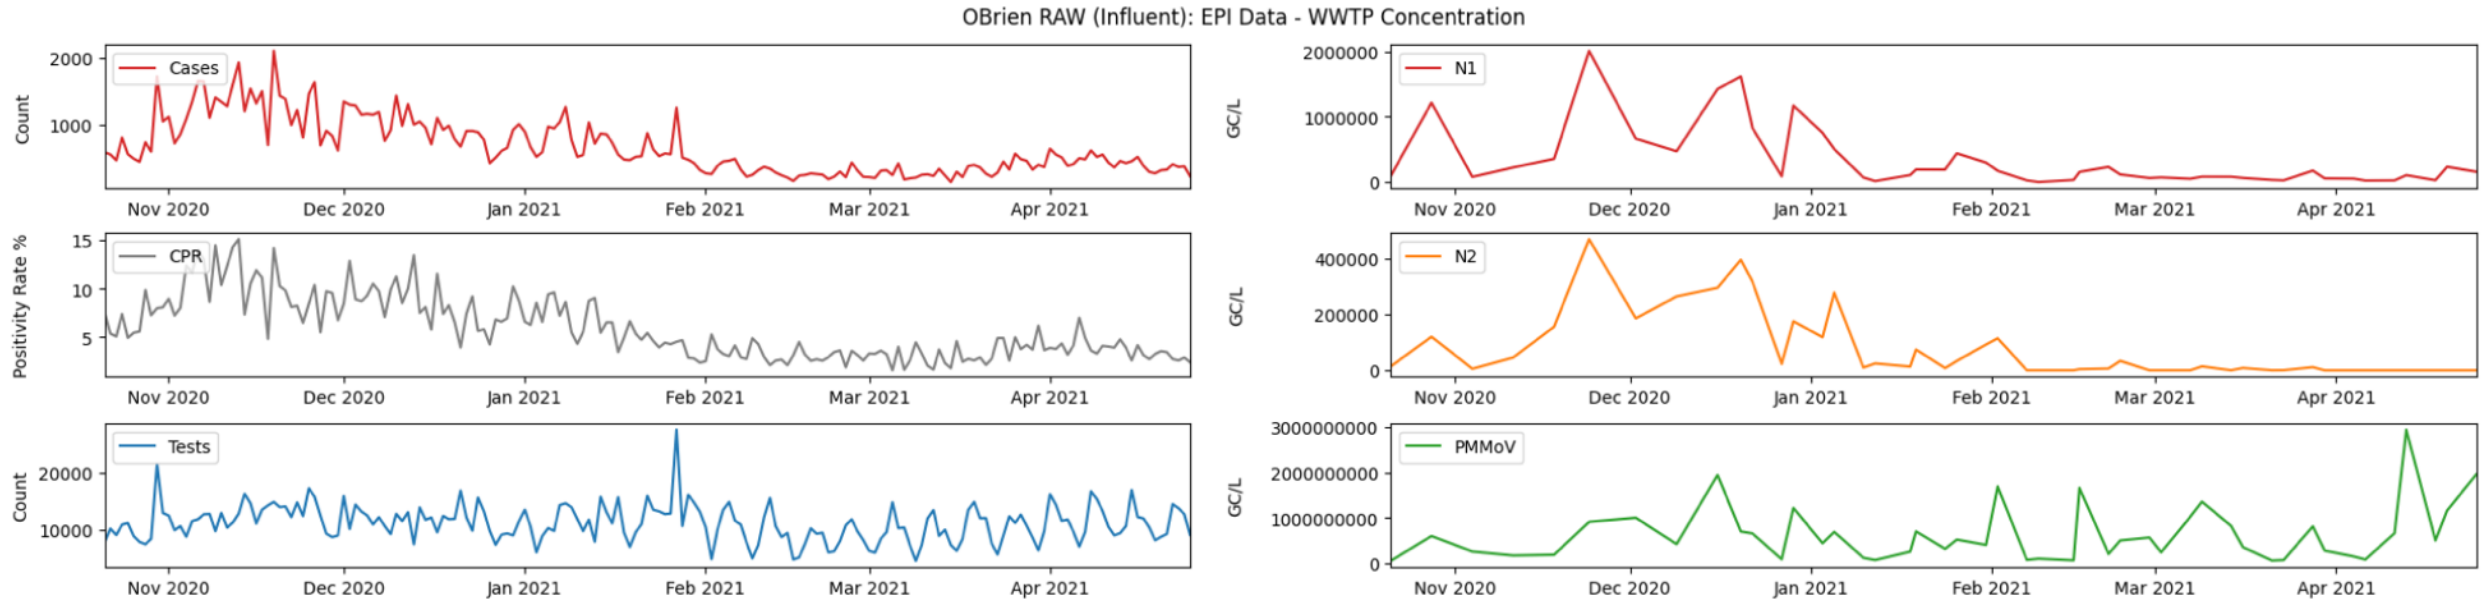 OBrien RAW (Influent): EPI Data - WWTP Concentration
Count
2000
1000
Cases
Nov 2020 Dec 2020 Jan 2021 Feb 2021 Mar 2021 Apr 2021
Positivity Rate %
15
10
5
CPR
Nov 2020 Dec 2020 Jan 2021 Feb 2021 Mar 2021 Apr 2021
Count
20000
10000
Tests
Nov 2020 Dec 2020 Jan 2021 Feb 2021 Mar 2021 Apr 2021
GC/L
2000000
1000000
0
N1
Nov 2020 Dec 2020 Jan 2021 Feb 2021 Mar 2021 Apr 2021
GC/L
400000
200000
0
N2
Nov 2020 Dec 2020 Jan 2021 Feb 2021 Mar 2021 Apr 2021
GC/L
3000000000
2000000000
1000000000
0
PMMoV
Nov 2020 Dec 2020 Jan 2021 Feb 2021 Mar 2021 Apr 2021